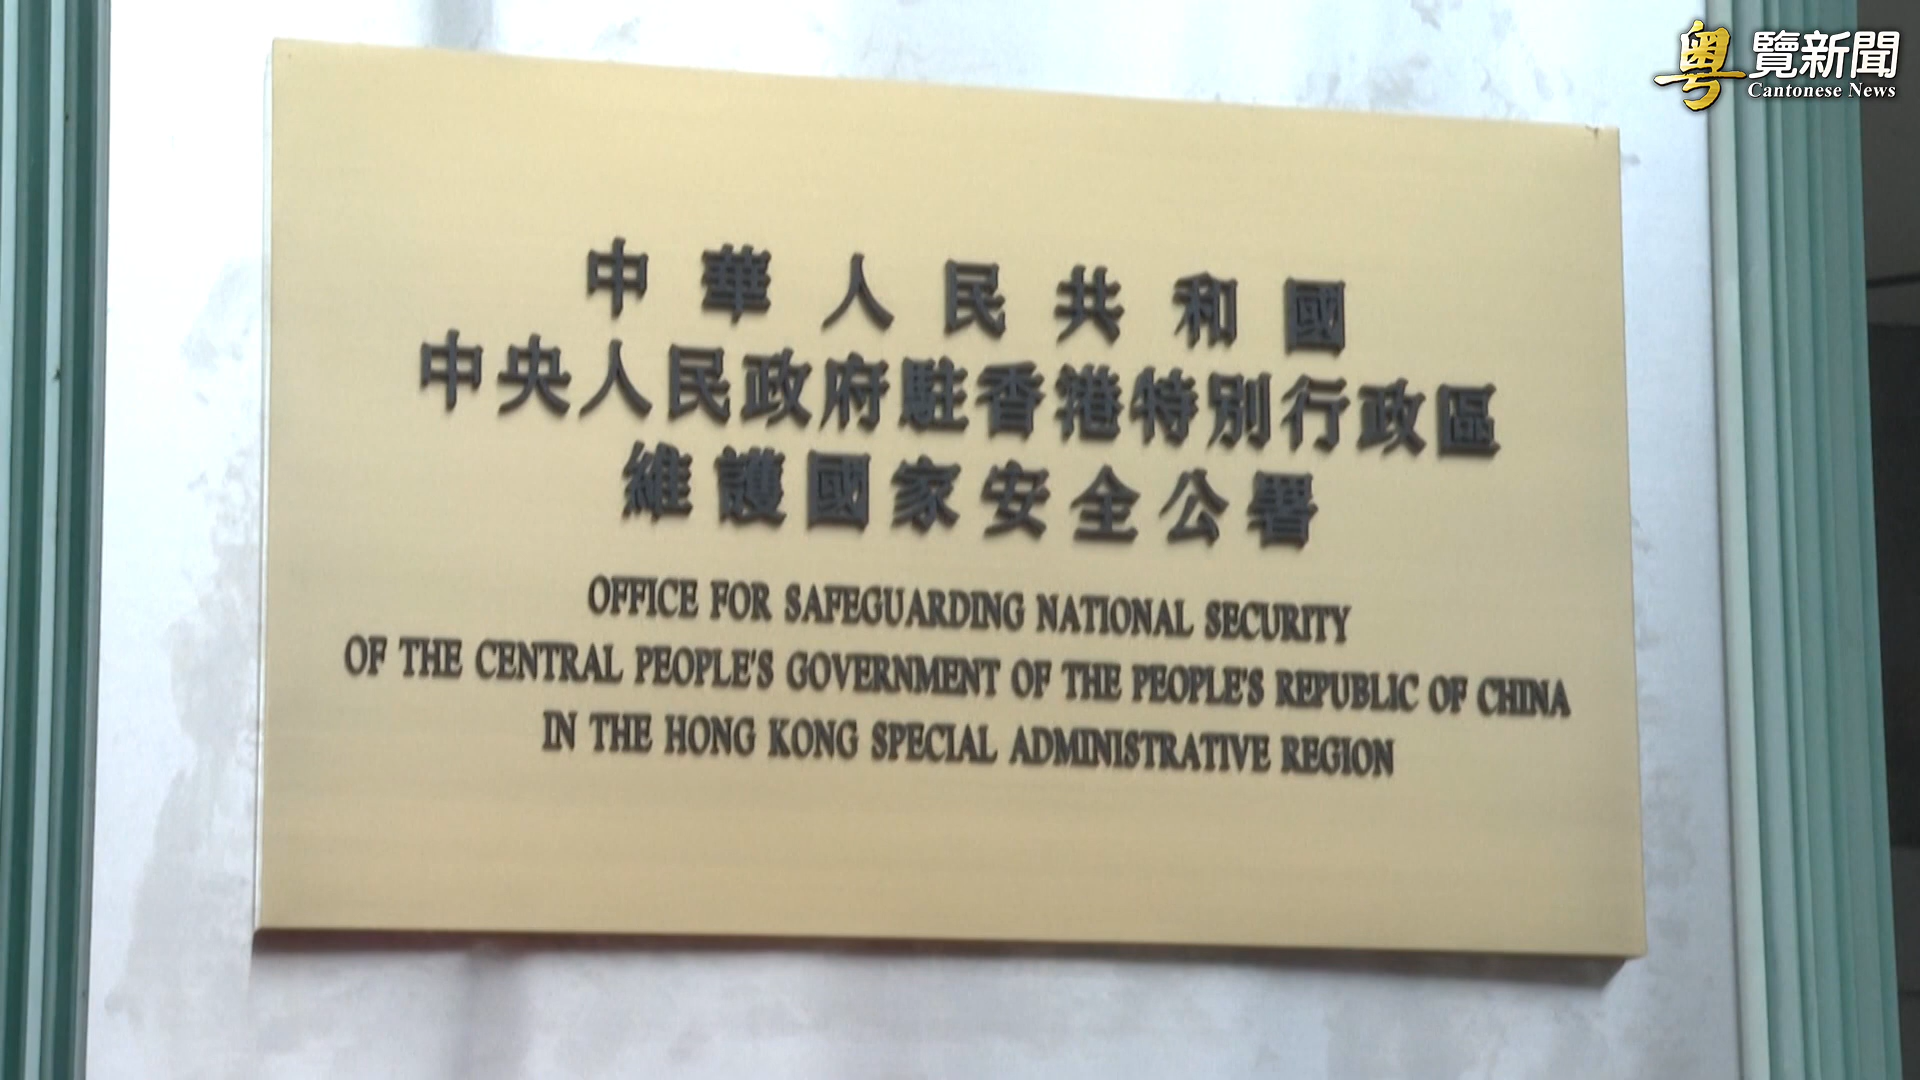 粵覽新聞
Cantonese News
中華人民共和國
中央人民政府駐香港特別行政區
維護國家安全公署
OFFICE FOR SAFEGUARDING NATIONAL SECURITY
OF THE CENTRAL PEOPLE'S GOVERNMENT OF THE PEOPLE'S REPUBLIC OF CHINA
IN THE HONG KONG SPECIAL ADMINISTRATIVE REGION